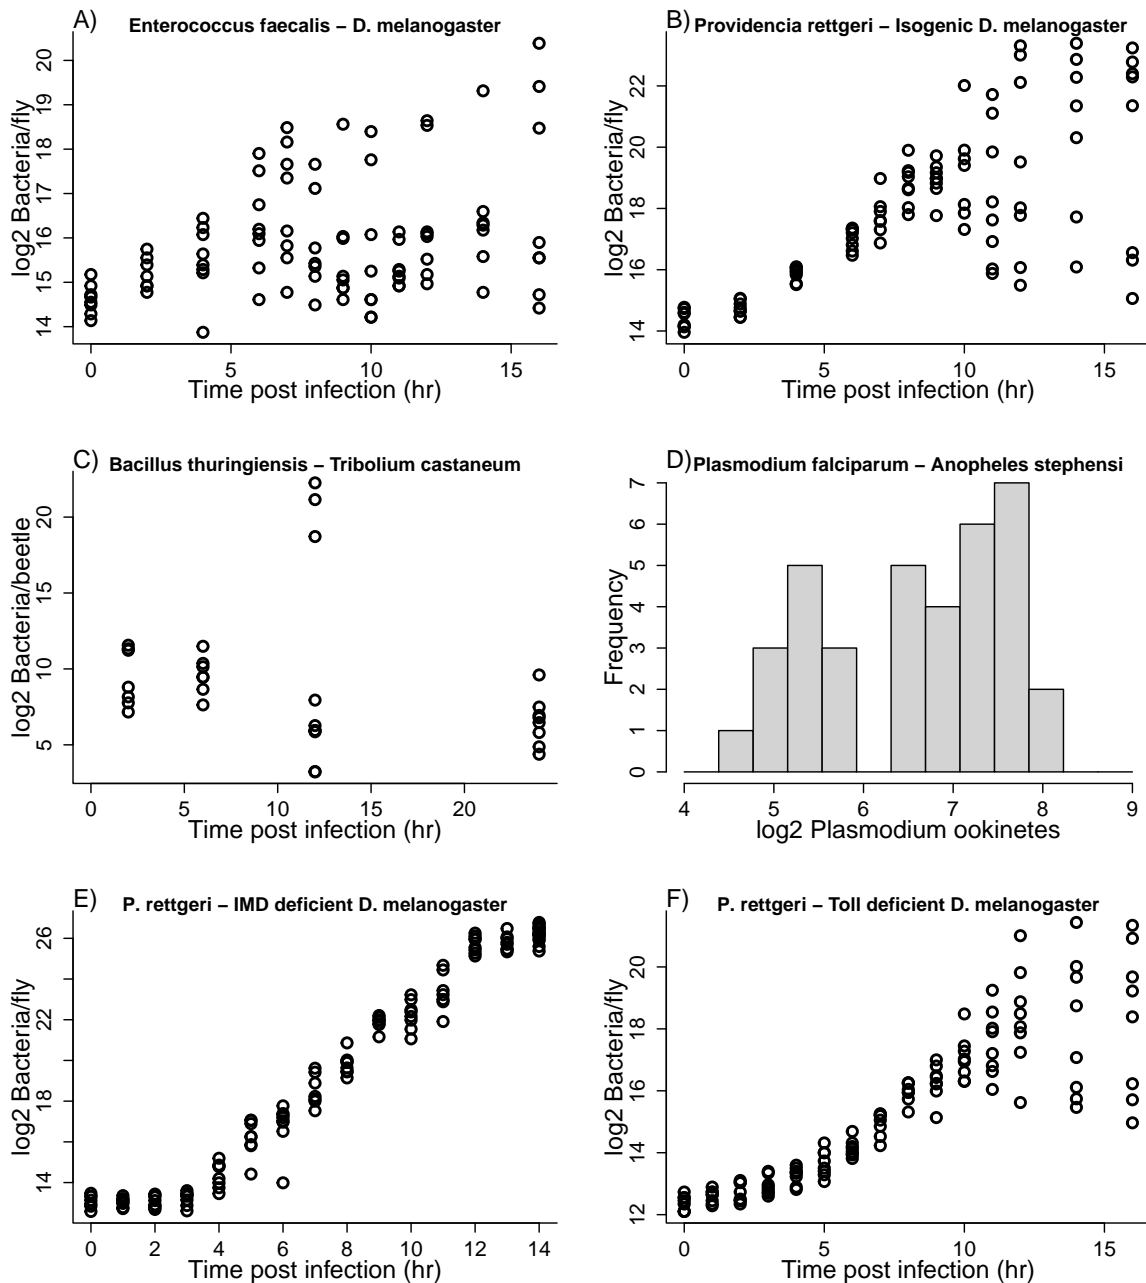 A) Enterococcus faecalis – D. melanogaster
log2 Bacteria/fly
20
19
18
17
16
15
14
0 5 10 15
Time post infection (hr)
B) Providencia rettgeri – Isogenic D. melanogaster
log2 Bacteria/fly
22
20
18
16
14
0 5 10 15
Time post infection (hr)
C) Bacillus thuringiensis – Tribolium castaneum
log2 Bacteria/beetle
20
15
10
5
0 5 10 15 20
Time post infection (hr)
D) Plasmodium falciparum – Anopheles stephensi
Frequency
7
6
5
4
3
2
1
0
4 5 6 7 8 9
log2 Plasmodium ookinetes
E) P. rettgeri – IMD deficient D. melanogaster
log2 Bacteria/fly
26
22
18
14
0 2 4 6 8 10 12 14
Time post infection (hr)
F) P. rettgeri – Toll deficient D. melanogaster
log2 Bacteria/fly
20
18
16
14
12
0 5 10 15
Time post infection (hr)